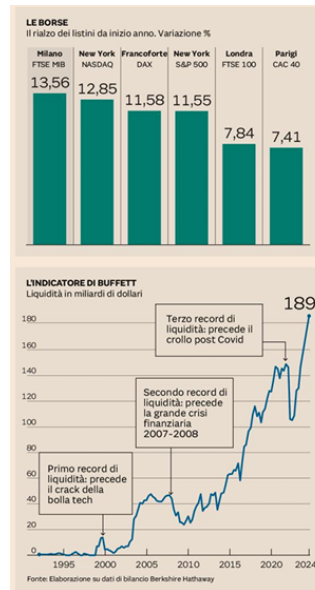 LE BORSE
Il rialzo dei listini da inizio anno. Variazione %
Milano
FTSE MIB
New York
NASDAQ
Francoforte
DAX
New York
S&P 500
Londra
FTSE 100
Parigi
CAC 40
13,56
12,85
11,58
11,55
7,84
7,41
L'INDICATORE DI BUFFETT
Liquidità in miliardi di dollari
189
180
160
140
120
100
80
60
40
20
0
Terzo record di
liquidità: precede il
crollo post Covid
Secondo record di
liquidità: precede
la grande crisi
finanziaria
2007-2008
Primo record di
liquidità: precede
il crack della
bolla tech
1995
2000
2005
2010
2015
2020
2024
Fonte: Elaborazione su dati di bilancio Berkshire Hathaway